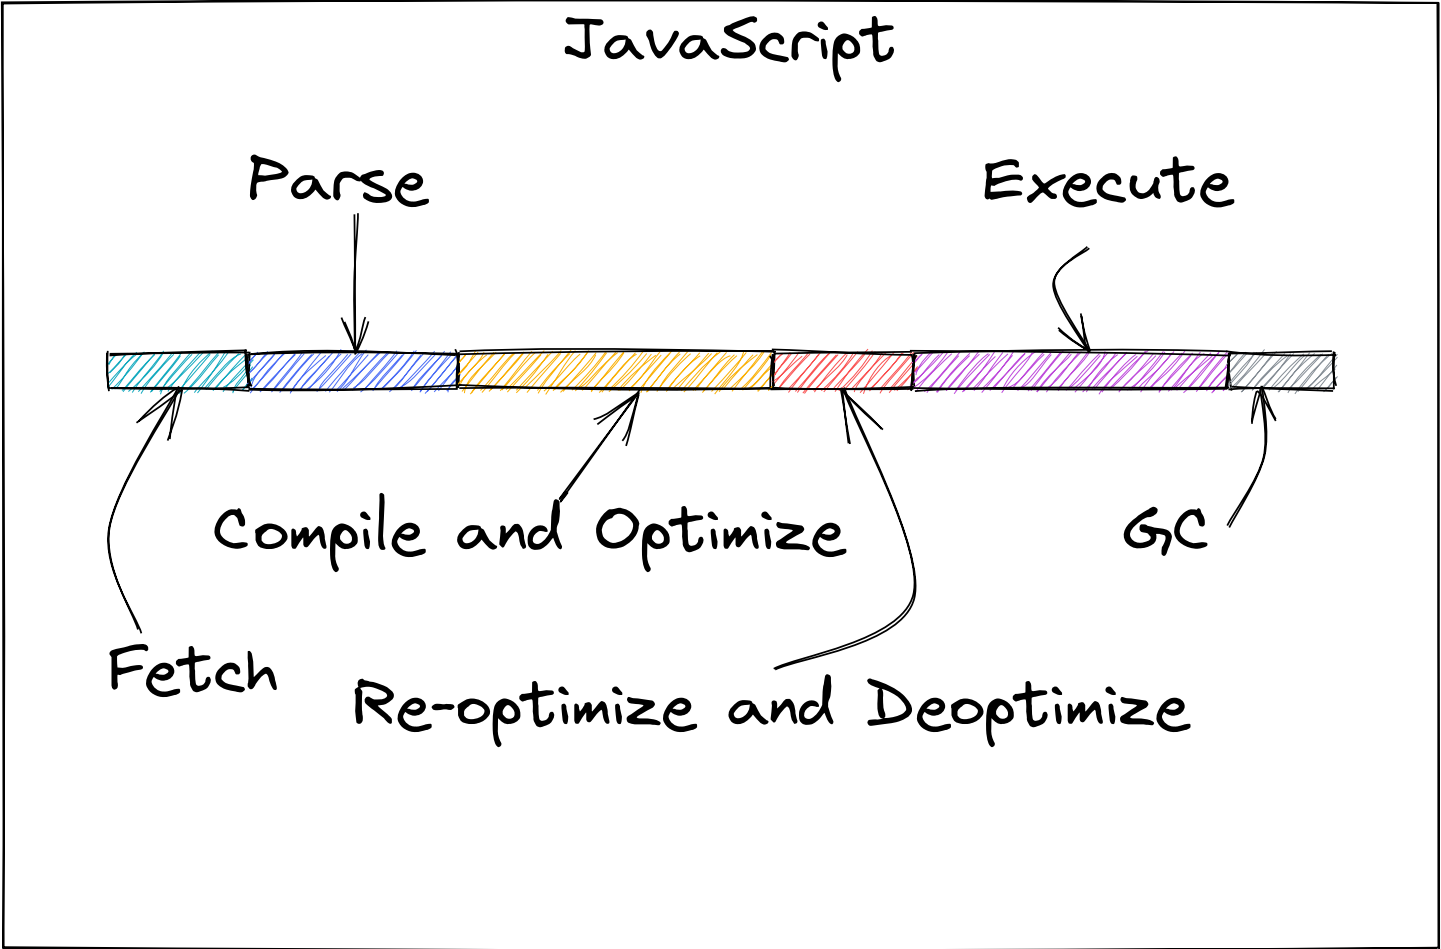 JavaScript
Parse
Execute
Compile and Optimize
GC
Fetch
Re-optimize and Deoptimize